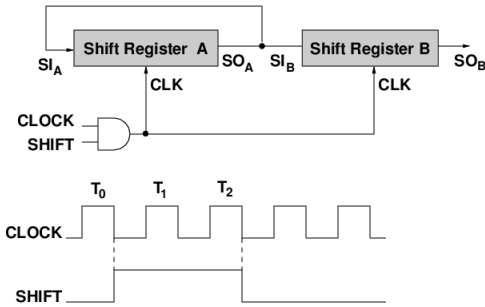 Shift Register A
Shift Register B
SI_A
SO_A
SI_B
SO_B
CLK
CLK
CLOCK
SHIFT
T_0
T_1
T_2
CLOCK
SHIFT